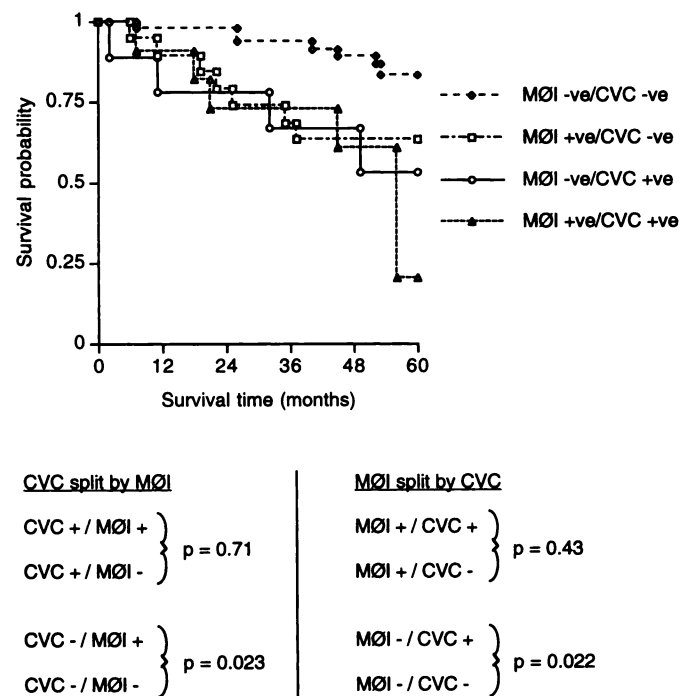 1
0.75
0.5
0.25
0
Survival probability
0 12 24 36 48 60
Survival time (months)
MØI -ve/CVC -ve
MØI +ve/CVC -ve
MØI -ve/CVC +ve
MØI +ve/CVC +ve
CVC split by MØI
CVC + / MØI +
p = 0.71
CVC + / MØI -
CVC - / MØI +
p = 0.023
CVC - / MØI -
MØI split by CVC
MØI + / CVC +
p = 0.43
MØI + / CVC -
MØI - / CVC +
p = 0.022
MØI - / CVC -